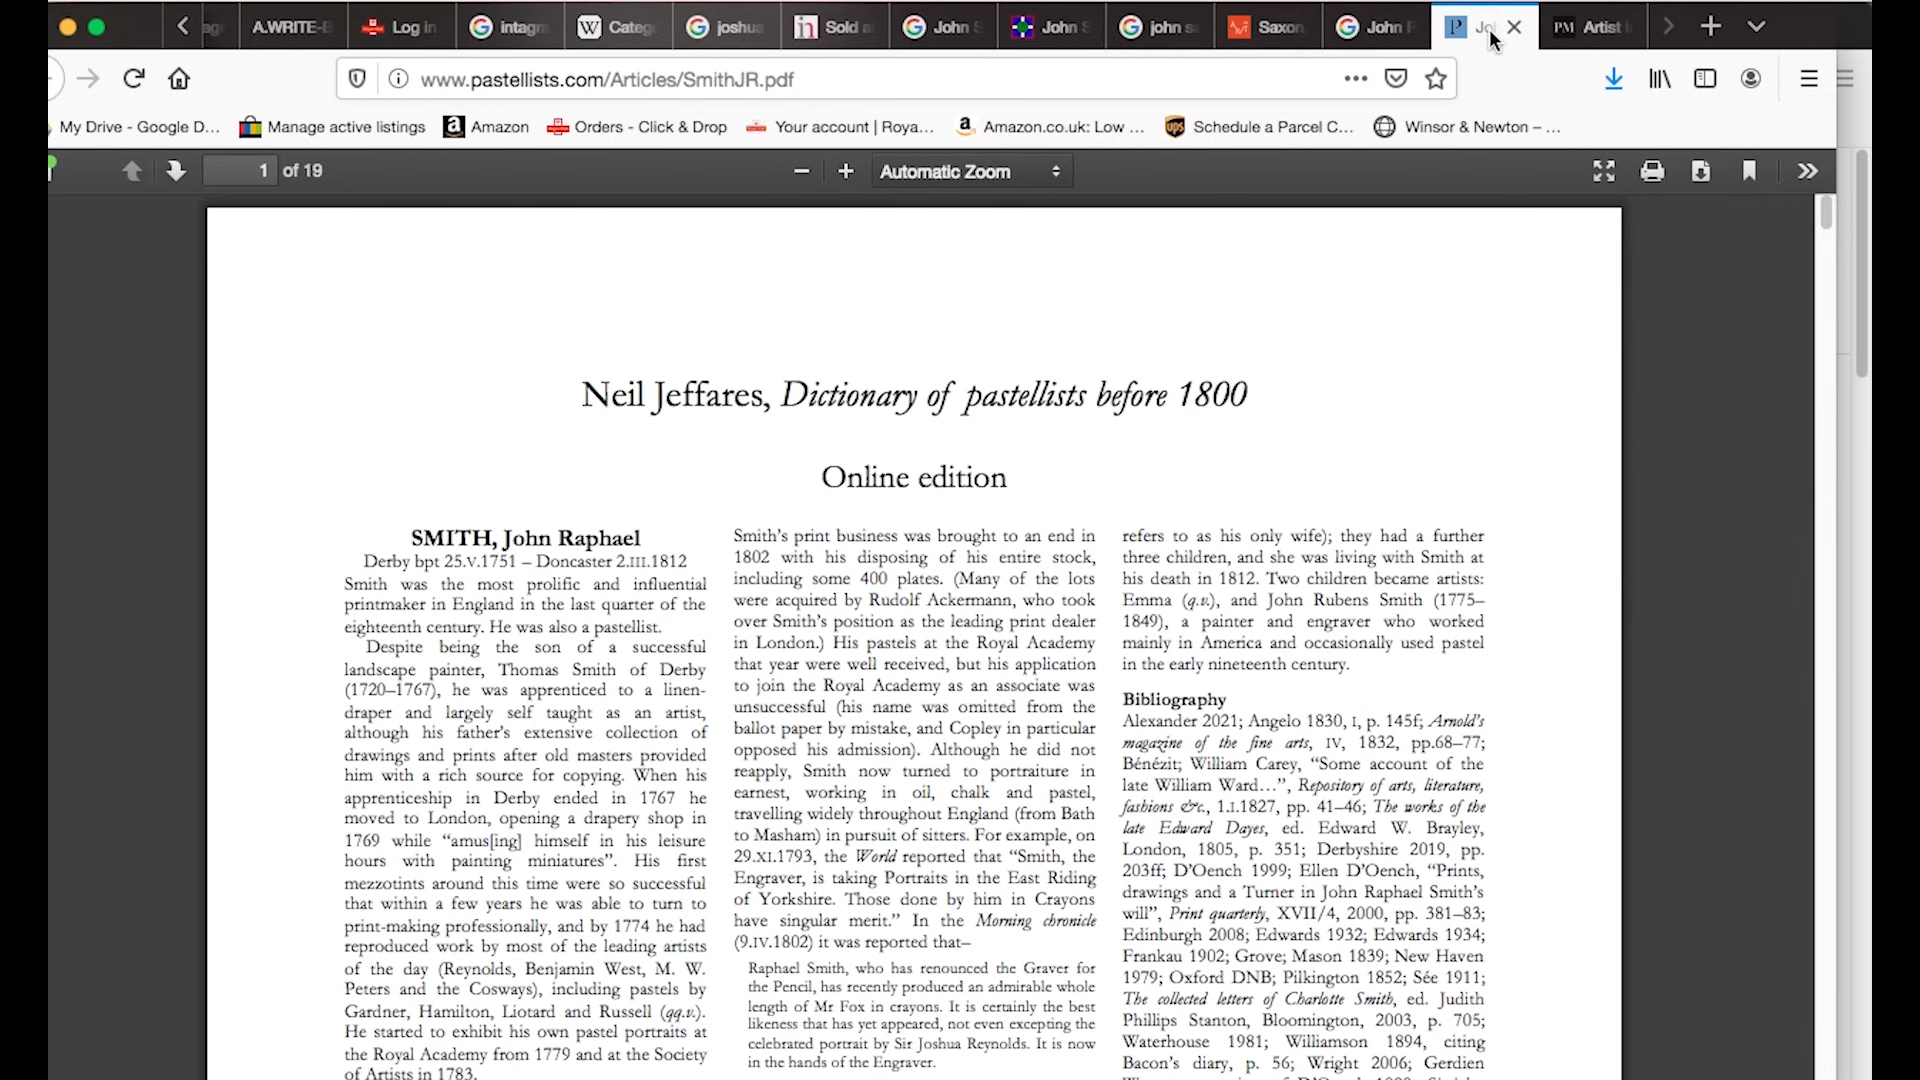 A.WRITE-
Log in
intagr
Categ
joshua
Sold a
John S
John S
john s
Saxon
John R
Jo
Artist i
www.pastellists.com/Articles/SmithJR.pdf
My Drive - Google D...
Manage active listings
Amazon
Orders - Click & Drop
Your account | Roya...
Amazon.co.uk: Low ...
Schedule a Parcel C...
Winsor & Newton – ...
1 of 19
Automatic Zoom
Neil Jeffares, Dictionary of pastellists before 1800
Online edition
SMITH, John Raphael
Derby bpt 25.V.1751 – Doncaster 2.III.1812
Smith was the most prolific and influential
printmaker in England in the last quarter of the
eighteenth century. He was also a pastellist.
Despite being the son of a successful
landscape painter, Thomas Smith of Derby
(1720–1767), he was apprenticed to a linen-
draper and largely self taught as an artist,
although his father's extensive collection of
drawings and prints after old masters provided
him with a rich source for copying. When his
apprenticeship in Derby ended in 1767 he
moved to London, opening a drapery shop in
1769 while “amus[ing] himself in his leisure
hours with painting miniatures”. His first
mezzotints around this time were so successful
that within a few years he was able to turn to
print-making professionally, and by 1774 he had
reproduced work by most of the leading artists
of the day (Reynolds, Benjamin West, M. W.
Peters and the Cosways), including pastels by
Gardner, Hamilton, Liotard and Russell (qq.v.).
He started to exhibit his own pastel portraits at
the Royal Academy from 1779 and at the Society
of Artists in 1783.
Smith's print business was brought to an end in
1802 with his disposing of his entire stock,
including some 400 plates. (Many of the lots
were acquired by Rudolf Ackermann, who took
over Smith's position as the leading print dealer
in London.) His pastels at the Royal Academy
that year were well received, but his application
to join the Royal Academy as an associate was
unsuccessful (his name was omitted from the
ballot paper by mistake, and Copley in particular
opposed his admission). Although he did not
reapply, Smith now turned to portraiture in
earnest, working in oil, chalk and pastel,
travelling widely throughout England (from Bath
to Masham) in pursuit of sitters. For example, on
29.XI.1793, the World reported that “Smith, the
Engraver, is taking Portraits in the East Riding
of Yorkshire. Those done by him in Crayons
have singular merit.” In the Morning chronicle
(9.IV.1802) it was reported that–
Raphael Smith, who has renounced the Graver for
the Pencil, has recently produced an admirable whole
length of Mr Fox in crayons. It is certainly the best
likeness that has yet appeared, not even excepting the
celebrated portrait by Sir Joshua Reynolds. It is now
in the hands of the Engraver.
refers to as his only wife); they had a further
three children, and she was living with Smith at
his death in 1812. Two children became artists:
Emma (q.v.), and John Rubens Smith (1775–
1849), a painter and engraver who worked
mainly in America and occasionally used pastel
in the early nineteenth century.
Bibliography
Alexander 2021; Angelo 1830, I, p. 145f; Arnold's
magazine of the fine arts, IV, 1832, pp.68–77;
Bénézit; William Carey, “Some account of the
late William Ward…”, Repository of arts, literature,
fashions &c., 1.I.1827, pp. 41–46; The works of the
late Edward Dayes, ed. Edward W. Brayley,
London, 1805, p. 351; Derbyshire 2019, pp.
203ff; D'Oench 1999; Ellen D'Oench, “Prints,
drawings and a Turner in John Raphael Smith's
will”, Print quarterly, XVII/4, 2000, pp. 381–83;
Edinburgh 2008; Edwards 1932; Edwards 1934;
Frankau 1902; Grove; Mason 1839; New Haven
1979; Oxford DNB; Pilkington 1852; Sée 1911;
The collected letters of Charlotte Smith, ed. Judith
Phillips Stanton, Bloomington, 2003, p. 705;
Waterhouse 1981; Williamson 1894, citing
Bacon's diary, p. 56; Wright 2006; Gerdien